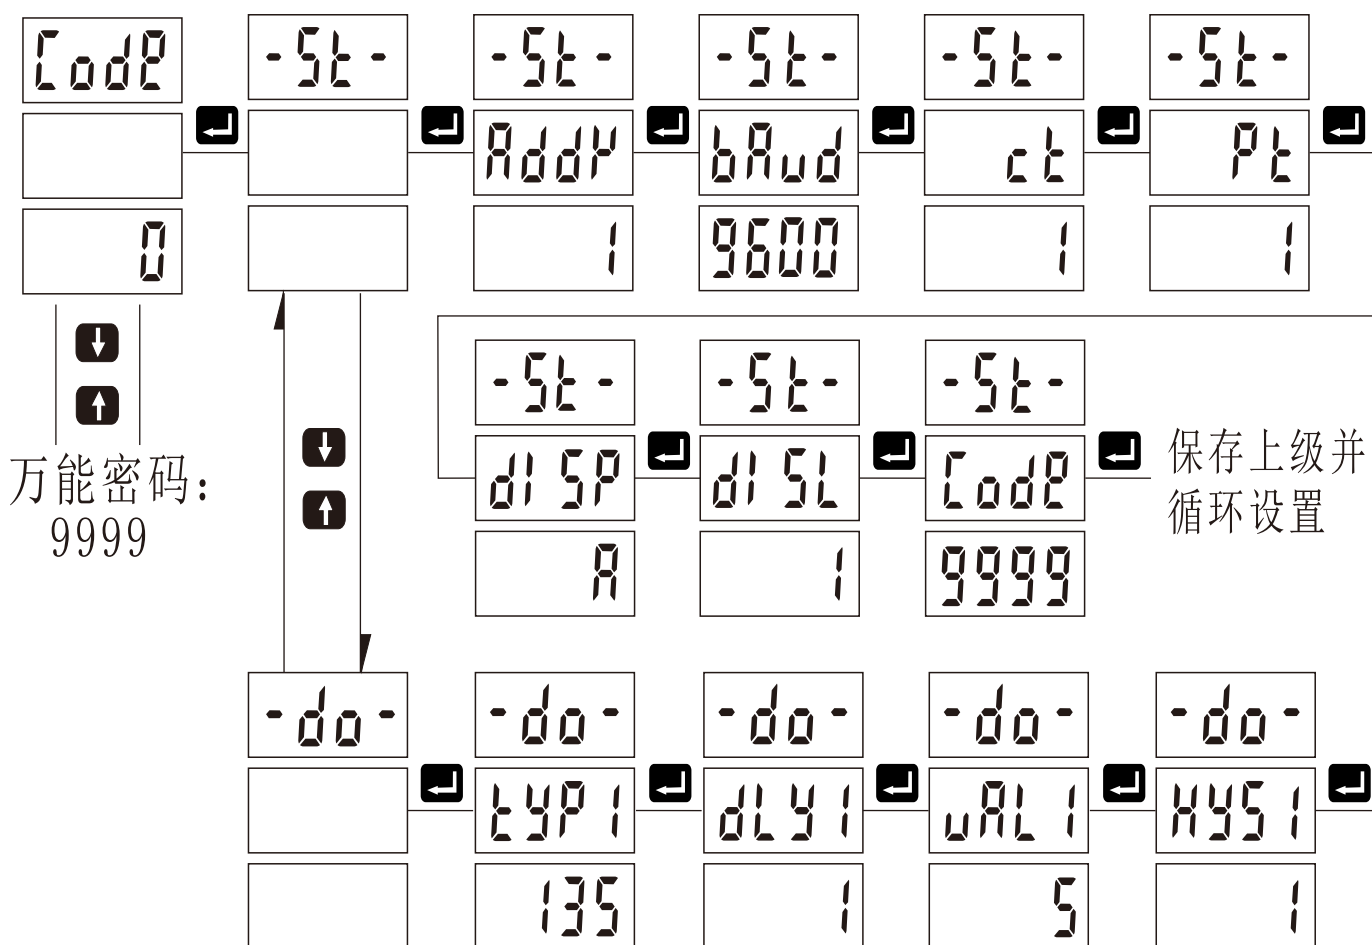 Code -St- -St- -St- -St- -St-
Addr bAud ct Pt
0 1 9600 1 1
-St- -St- -St-
diSP diSL Code
A 1 9999
万能密码:
9999
保存上级并
循环设置
-do- -do- -do- -do- -do-
tYP1 dLY1 vAL1 HYS1
135 1 5 1